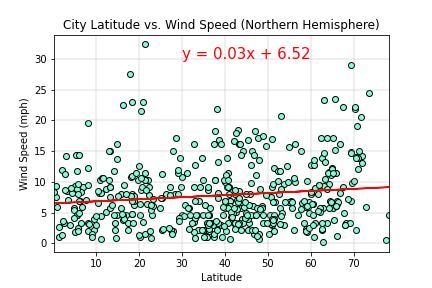 City Latitude vs. Wind Speed (Northern Hemisphere)
y = 0.03x + 6.52
Wind Speed (mph)
30
25
20
15
10
5
0
10 20 30 40 50 60 70
Latitude